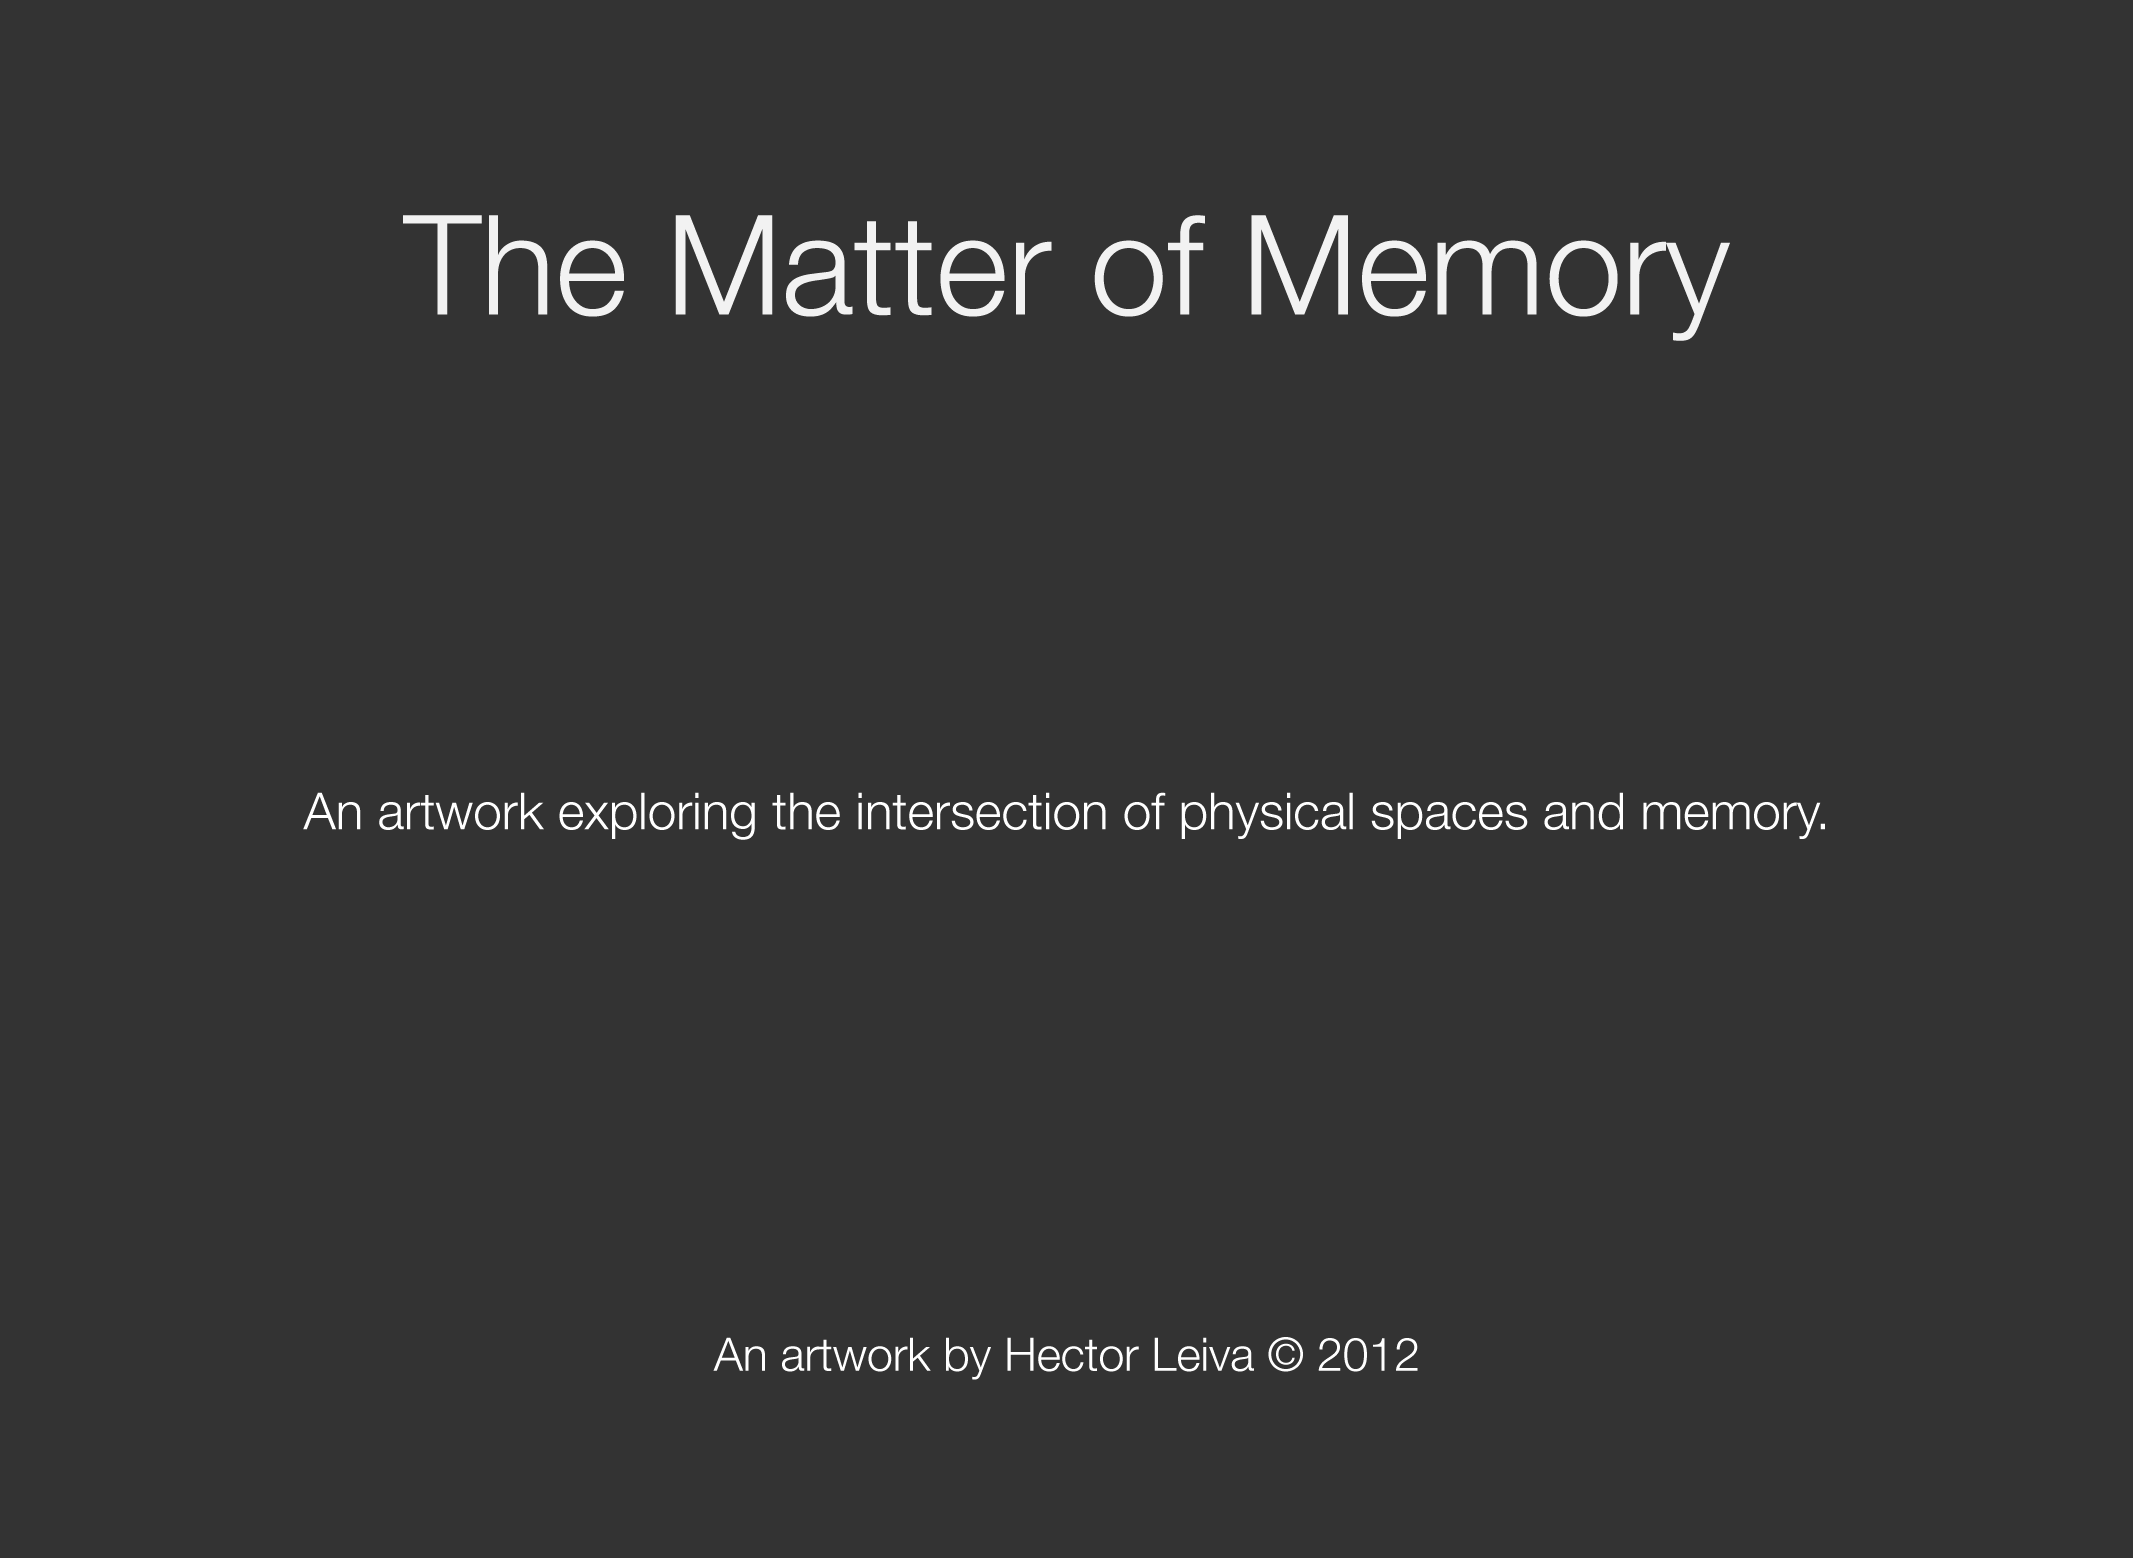 The Matter of Memory
An artwork exploring the intersection of physical spaces and memory.
An artwork by Hector Leiva © 2012